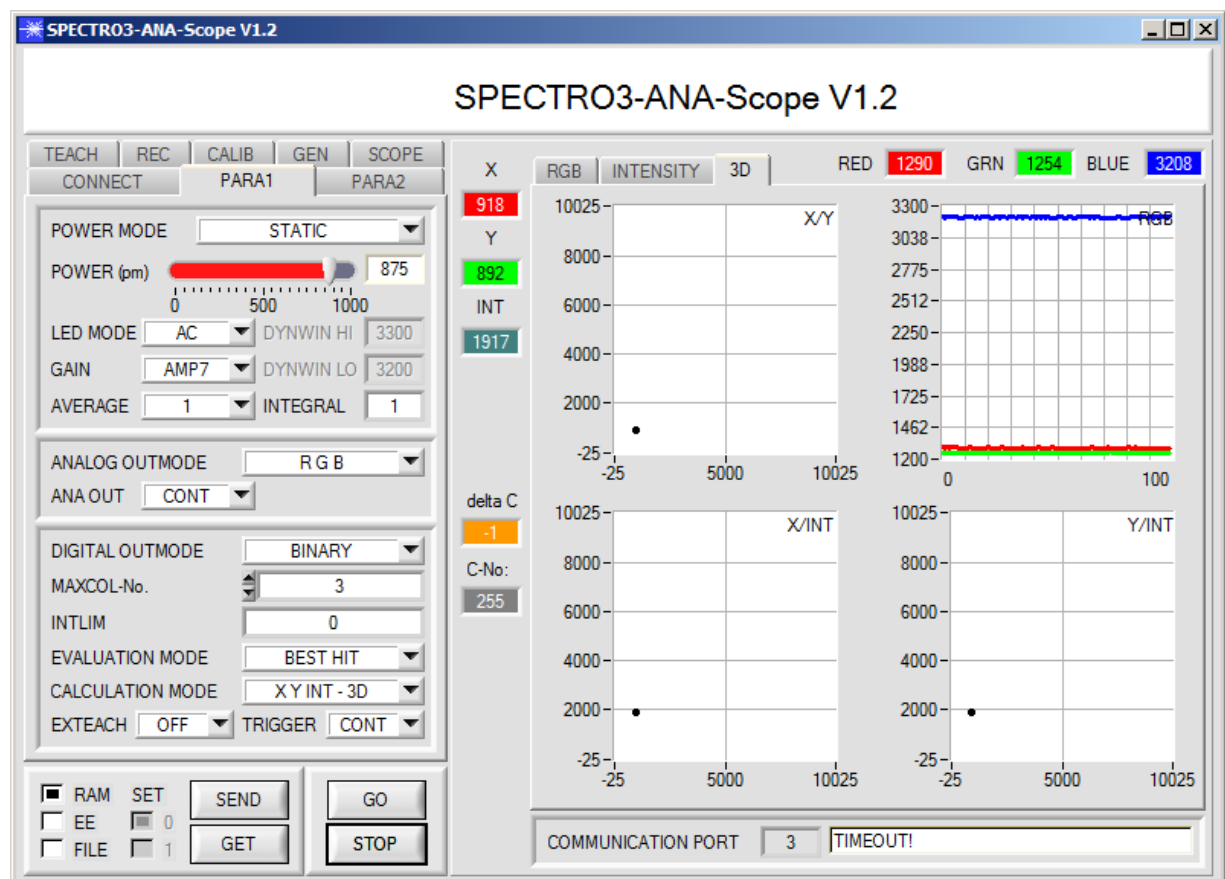 SPECTRO3-ANA-Scope V1.2
SPECTRO3-ANA-Scope V1.2
TEACH REC CALIB GEN SCOPE
CONNECT PARA1 PARA2
POWER MODE STATIC
POWER (pm) 875
0 500 1000
LED MODE AC DYNWIN HI 3300
GAIN AMP7 DYNWIN LO 3200
AVERAGE 1 INTEGRAL 1
ANALOG OUTMODE R G B
ANA OUT CONT
DIGITAL OUTMODE BINARY
MAXCOL-No. 3
INTLIM 0
EVALUATION MODE BEST HIT
CALCULATION MODE X Y INT - 3D
EXTEACH OFF TRIGGER CONT
RAM SET SEND GO
EE 0
FILE 1 GET STOP
X
918
Y
892
INT
1917
delta C
-1
C-No:
255
RGB INTENSITY 3D RED 1290 GRN 1254 BLUE 3208
X/Y
10025
8000
6000
4000
2000
-25
-25 5000 10025
RGB
3300
3038
2775
2512
2250
1988
1725
1462
1200
0 100
X/INT
10025
8000
6000
4000
2000
-25
-25 5000 10025
Y/INT
10025
8000
6000
4000
2000
-25
-25 5000 10025
COMMUNICATION PORT 3 TIMEOUT!